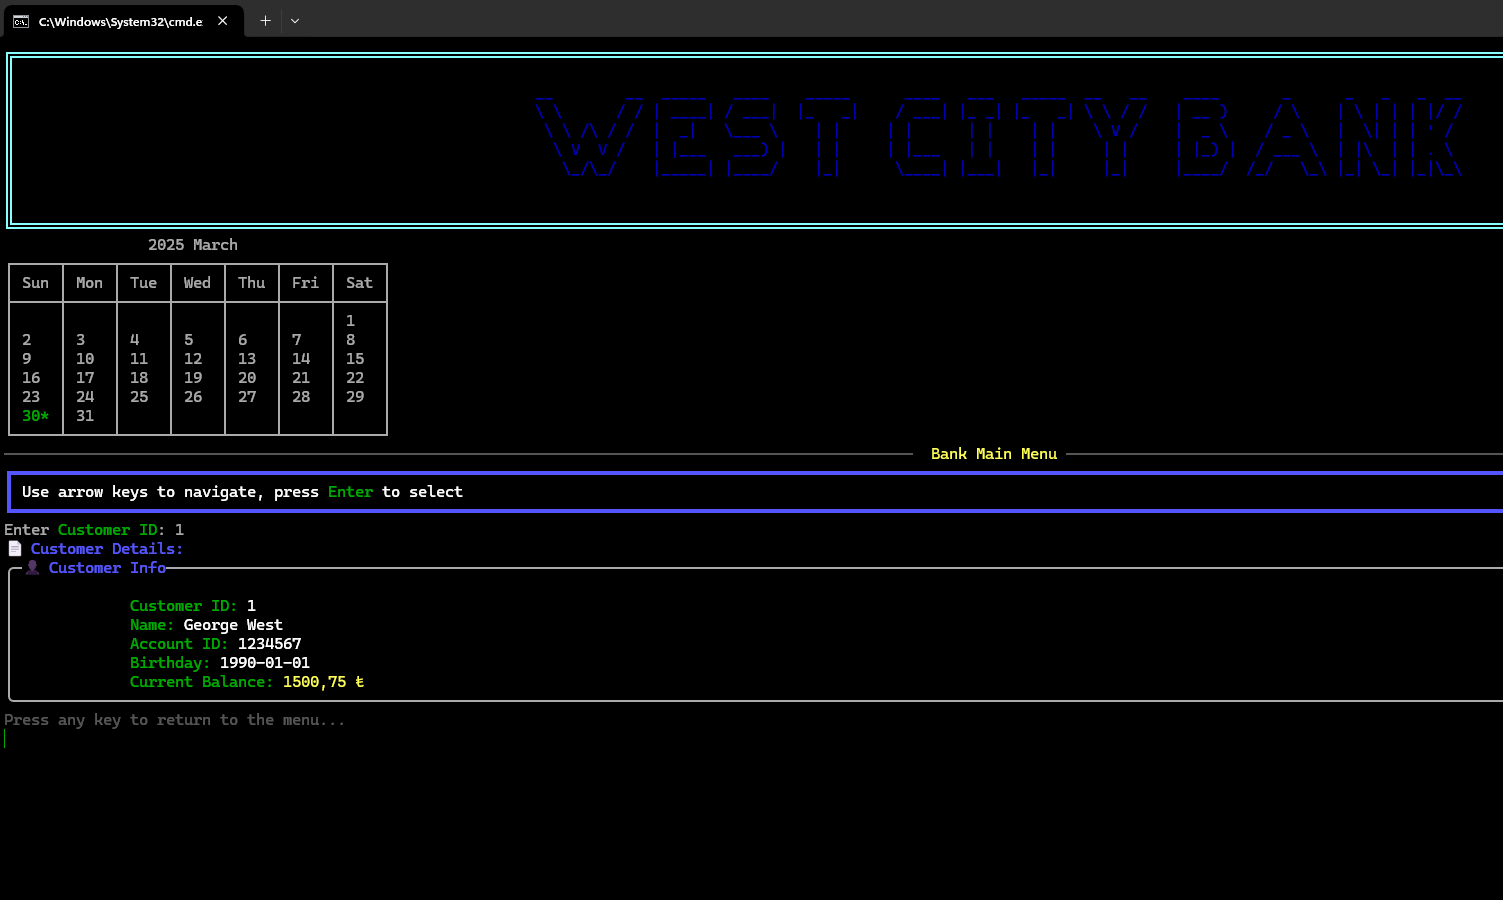 C:\Windows\System32\cmd.e
WEST CITY BANK
2025 March
Sun Mon Tue Wed Thu Fri Sat
1
2 3 4 5 6 7 8
9 10 11 12 13 14 15
16 17 18 19 20 21 22
23 24 25 26 27 28 29
30* 31
Bank Main Menu
Use arrow keys to navigate, press Enter to select
Enter Customer ID: 1
Customer Details:
Customer Info
Customer ID: 1
Name: George West
Account ID: 1234567
Birthday: 1990-01-01
Current Balance: 1500,75 ₺
Press any key to return to the menu...